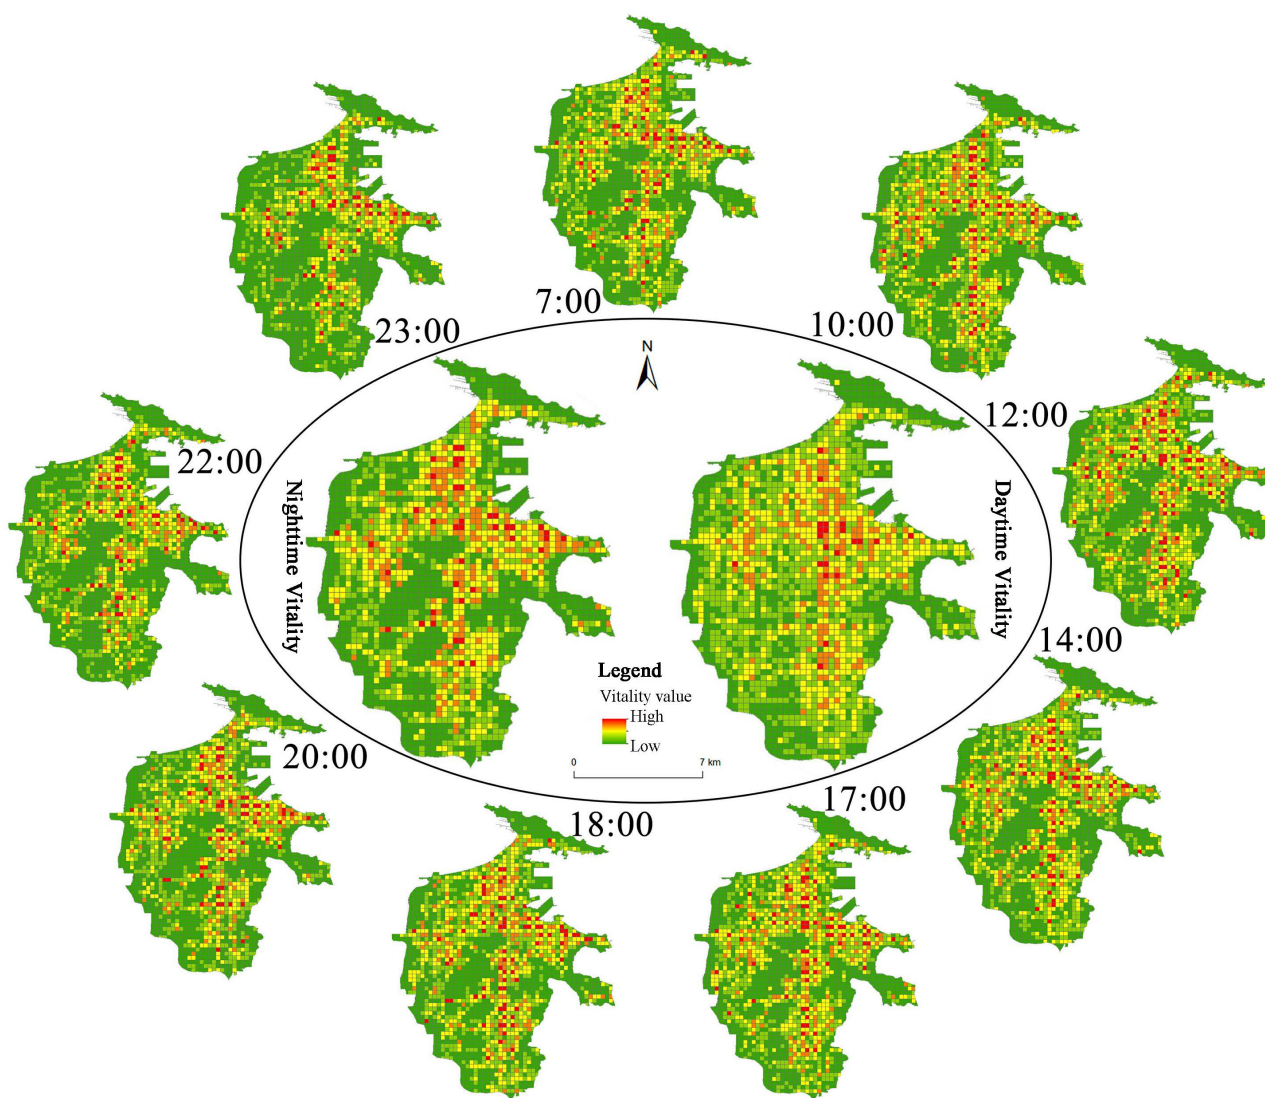 7:00
10:00
23:00
N
12:00
22:00
Nighttime Vitality
Daytime Vitality
14:00
Legend
Vitality value
High
Low
20:00
0 7 km
17:00
18:00